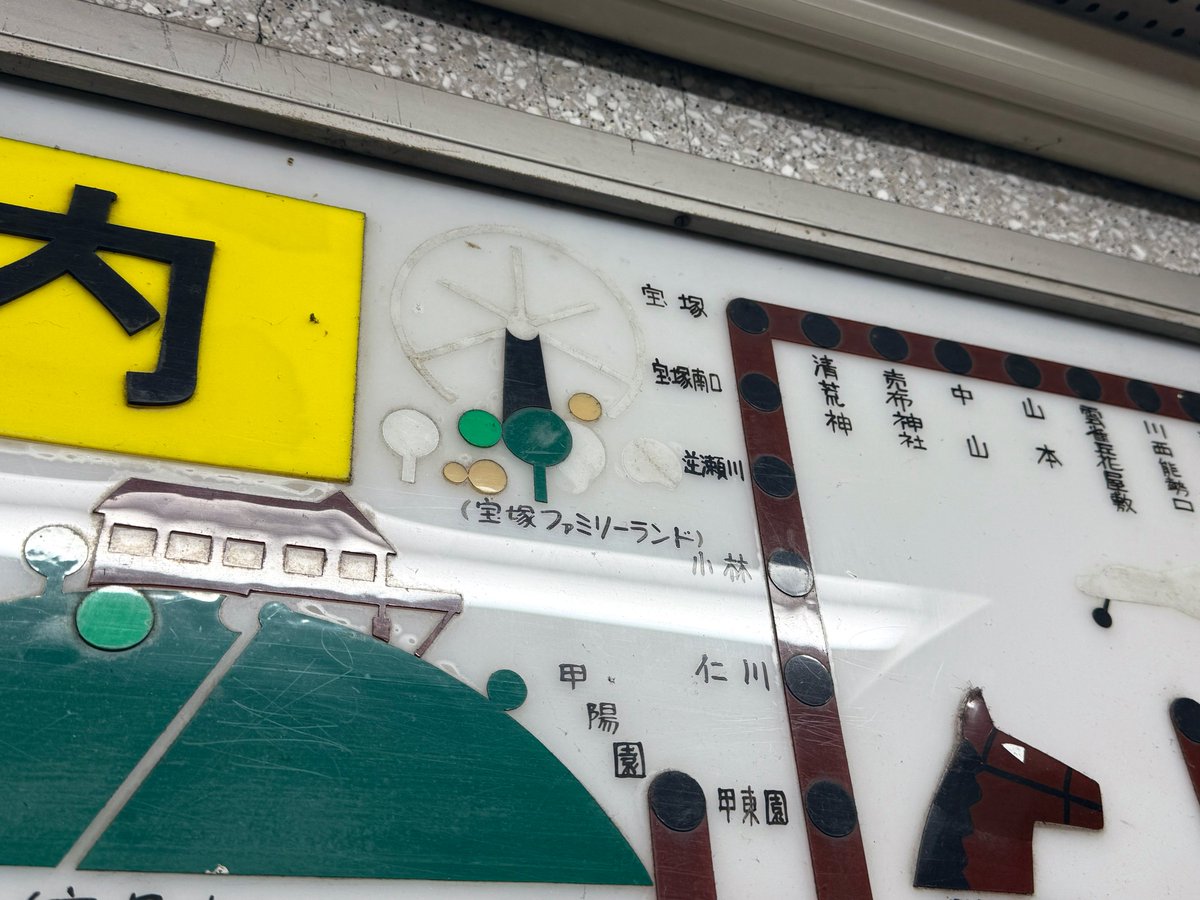 内
宝塚
宝塚南口
逆瀬川
(宝塚ファミリーランド)
小林
仁川
甲陽園
甲東園
清荒神
売布神社
中山
山本
雲雀丘花屋敷
川西能勢口